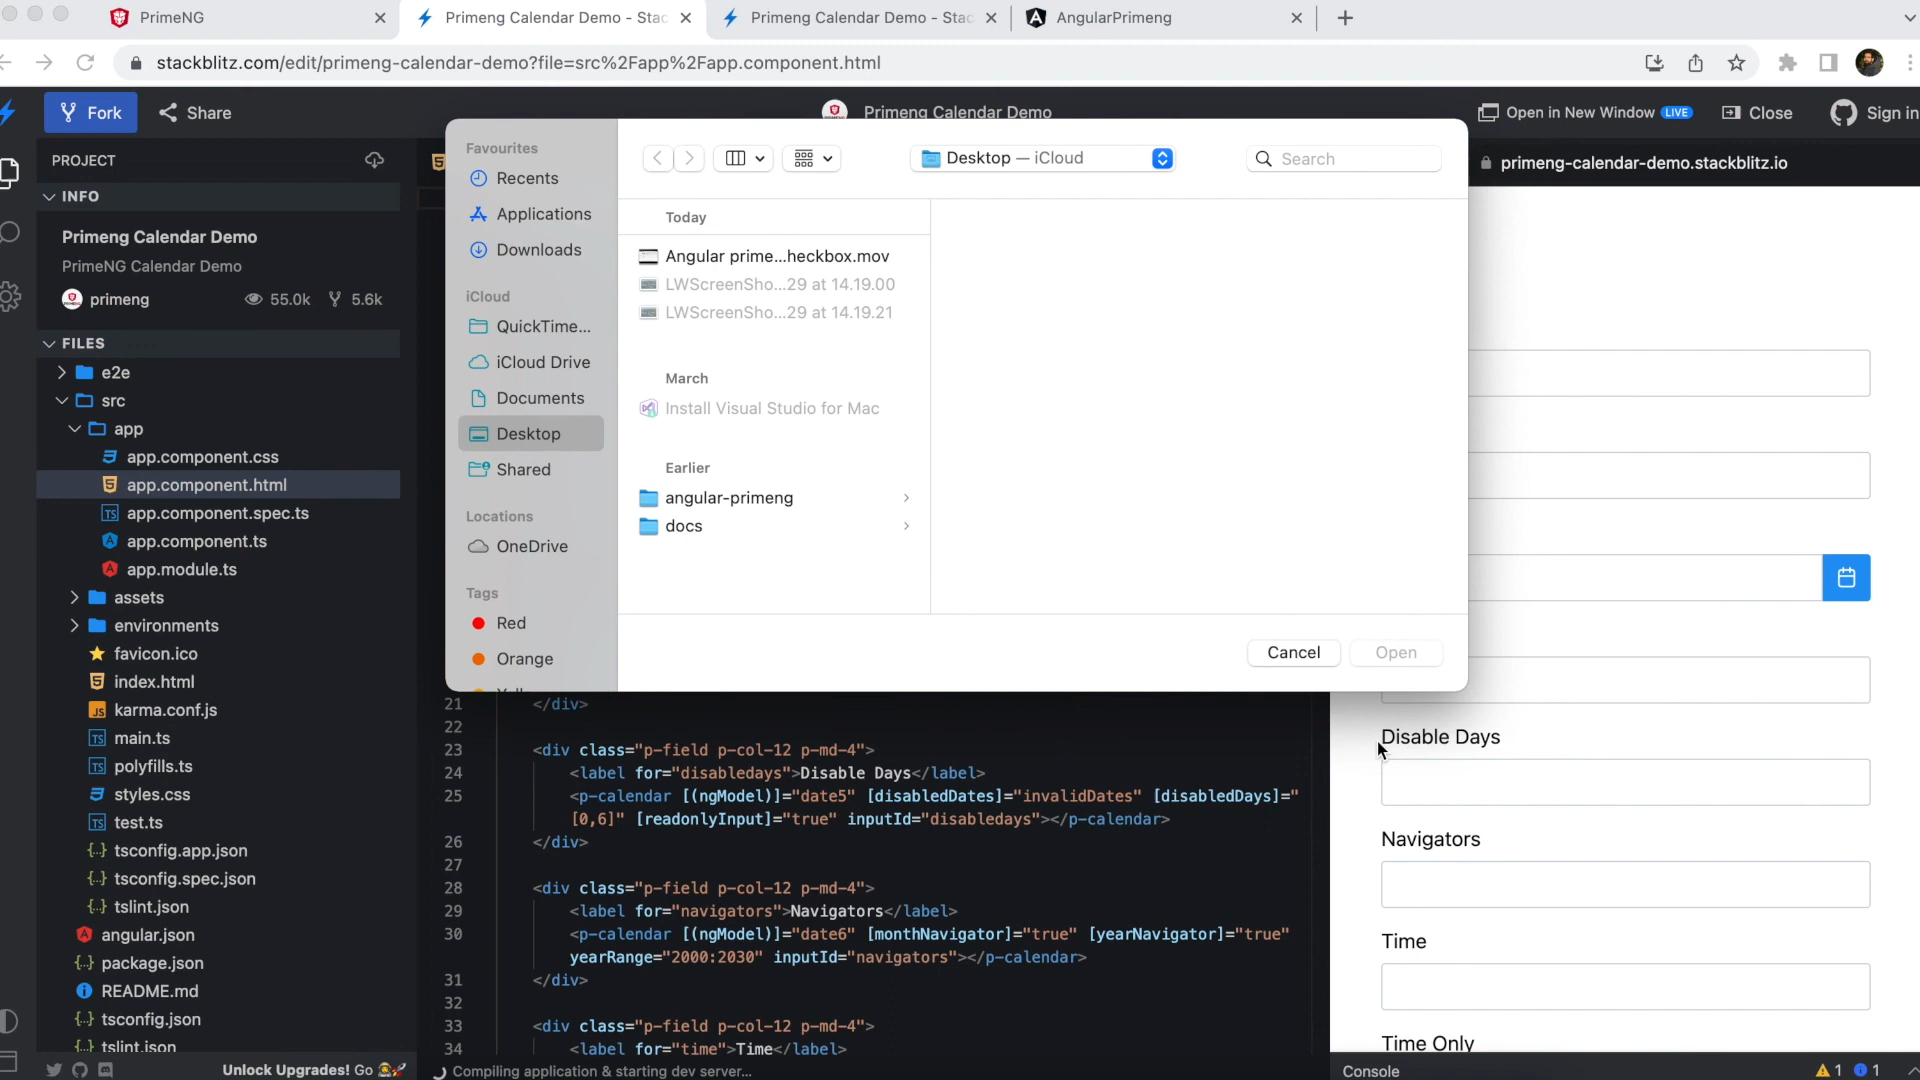 PrimeNG
Primeng Calendar Demo - Stac
Primeng Calendar Demo - Stac
AngularPrimeng
stackblitz.com/edit/primeng-calendar-demo?file=src%2Fapp%2Fapp.component.html
Fork
Share
Primeng Calendar Demo
Open in New Window LIVE
Close
Sign in
PROJECT
INFO
Primeng Calendar Demo
PrimeNG Calendar Demo
primeng 55.0k 5.6k
FILES
e2e
src
app
app.component.css
app.component.html
app.component.spec.ts
app.component.ts
app.module.ts
assets
environments
favicon.ico
index.html
karma.conf.js
main.ts
polyfills.ts
styles.css
test.ts
tsconfig.app.json
tsconfig.spec.json
tslint.json
angular.json
package.json
README.md
tsconfig.json
tslint.json
Unlock Upgrades! Go
Favourites
Recents
Applications
Downloads
iCloud
QuickTime...
iCloud Drive
Documents
Desktop
Shared
Locations
OneDrive
Tags
Red
Orange
Desktop — iCloud
Search
Today
Angular prime...heckbox.mov
LWScreenSho...29 at 14.19.00
LWScreenSho...29 at 14.19.21
March
Install Visual Studio for Mac
Earlier
angular-primeng
docs
Cancel
Open
21 </div>
22
23 <div class="p-field p-col-12 p-md-4">
24 <label for="disabledays">Disable Days</label>
25 <p-calendar [(ngModel)]="date5" [disabledDates]="invalidDates" [disabledDays]="
[0,6]" [readonlyInput]="true" inputId="disabledays"></p-calendar>
26 </div>
27
28 <div class="p-field p-col-12 p-md-4">
29 <label for="navigators">Navigators</label>
30 <p-calendar [(ngModel)]="date6" [monthNavigator]="true" [yearNavigator]="true"
yearRange="2000:2030" inputId="navigators"></p-calendar>
31 </div>
32
33 <div class="p-field p-col-12 p-md-4">
34 <label for="time">Time</label>
Compiling application & starting dev server...
primeng-calendar-demo.stackblitz.io
Disable Days
Navigators
Time
Time Only
Console
1 1